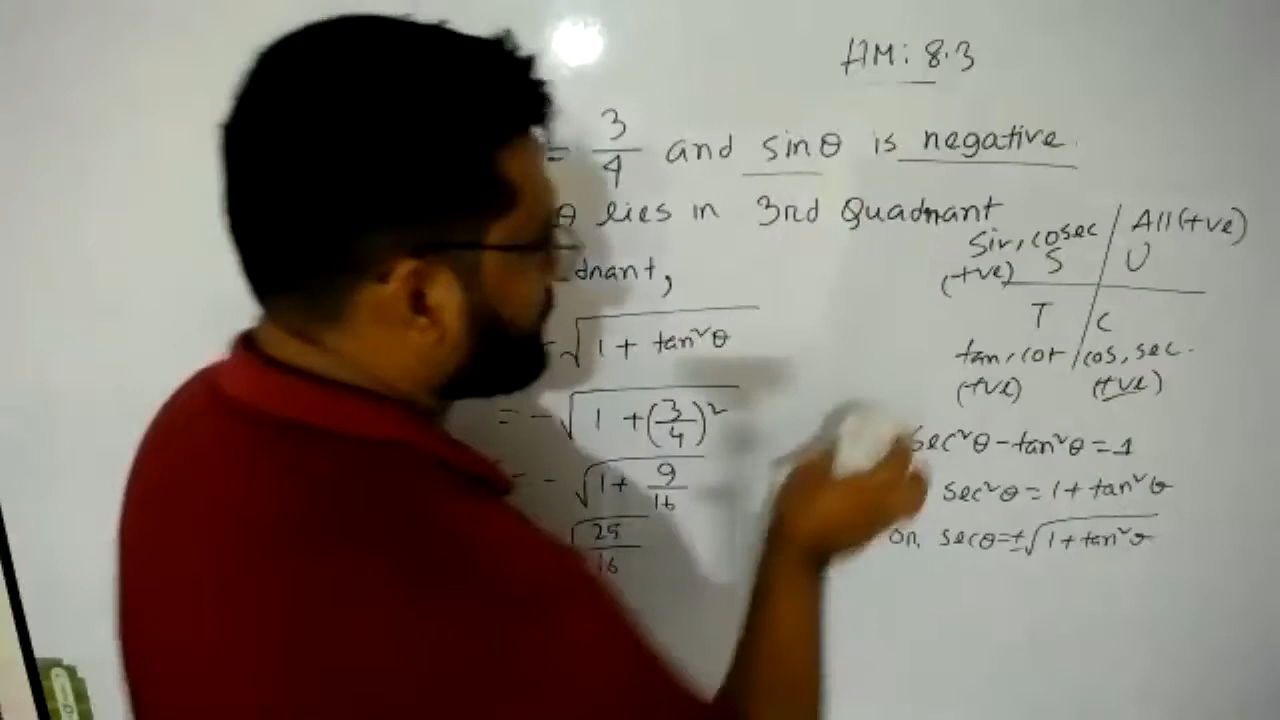 HM: 8.3
= 3/4 and sinθ is negative.
θ lies in 3rd Quadrant
drant,
√1 + tan²θ
= - √1 + (3/4)²
= - √1 + 9/16
√25/16
Sin, cosec (+ve) S
All (+ve) U
T tan, cot (+ve)
C cos, sec. (+ve)
sec²θ - tan²θ = 1
sec²θ = 1 + tan²θ
or, secθ = ±√1 + tan²θ